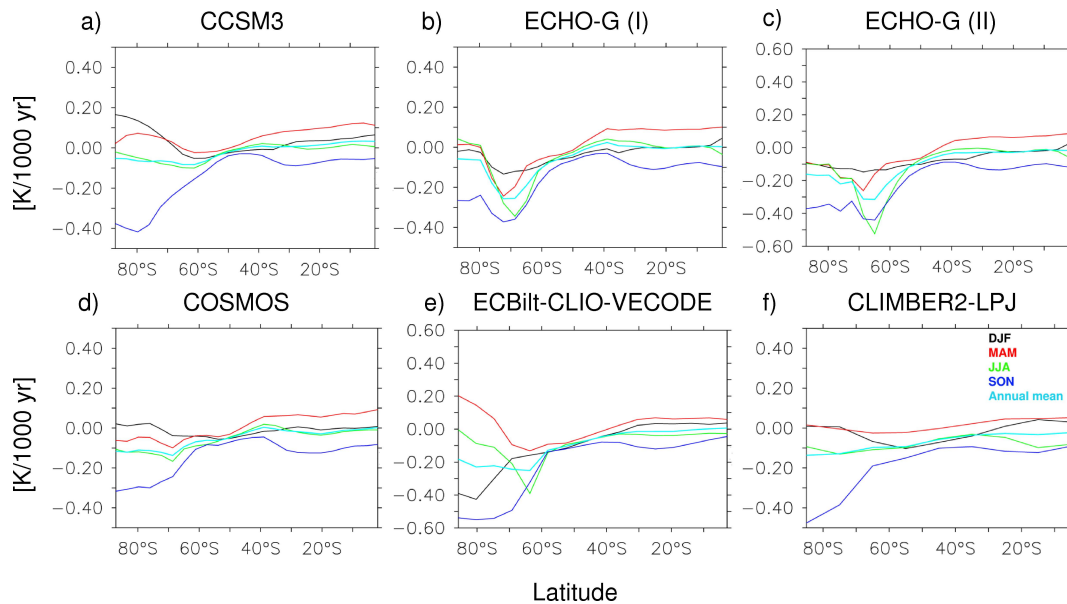 a) CCSM3
b) ECHO-G (I)
c) ECHO-G (II)
[K/1000 yr]
0.40
0.20
0.00
−0.20
−0.40
80°S 60°S 40°S 20°S
0.40
0.20
0.00
−0.20
−0.40
80°S 60°S 40°S 20°S
0.60
0.40
0.20
0.00
−0.20
−0.40
−0.60
80°S 60°S 40°S 20°S
d) COSMOS
e) ECBilt-CLIO-VECODE
f) CLIMBER2-LPJ
[K/1000 yr]
0.40
0.20
0.00
−0.20
−0.40
80°S 60°S 40°S 20°S
0.60
0.40
0.20
0.00
−0.20
−0.40
−0.60
80°S 60°S 40°S 20°S
0.40
0.20
0.00
−0.20
−0.40
80°S 60°S 40°S 20°S
DJF
MAM
JJA
SON
Annual mean
Latitude